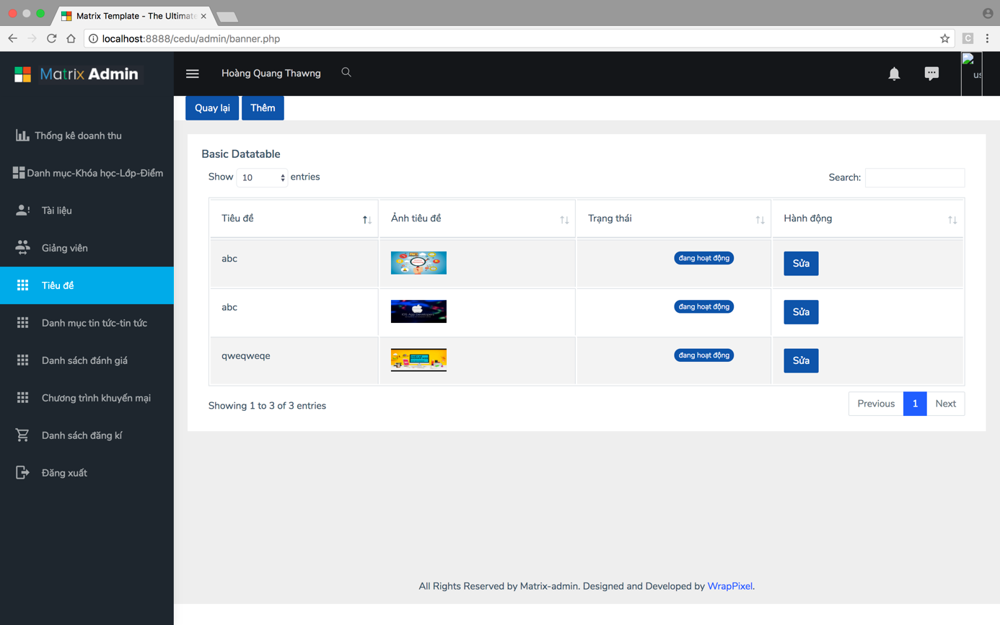 Matrix Template - The Ultimate
localhost:8888/cedu/admin/banner.php
Matrix Admin
Hoàng Quang Thawng
us
Quay lại
Thêm
Thống kê doanh thu
Danh mục-Khóa học-Lớp-Điểm
Tài liệu
Giảng viên
Tiêu đề
Danh mục tin tức-tin tức
Danh sách đánh giá
Chương trình khuyến mại
Danh sách đăng kí
Đăng xuất
Basic Datatable
Show 10 entries
Search:
Tiêu đề
Ảnh tiêu đề
Trạng thái
Hành động
abc
đang hoạt động
Sửa
abc
iOS App Developers
đang hoạt động
Sửa
qweqweqe
đang hoạt động
Sửa
Showing 1 to 3 of 3 entries
Previous 1 Next
All Rights Reserved by Matrix-admin. Designed and Developed by WrapPixel.